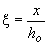 ξ = x / h₀